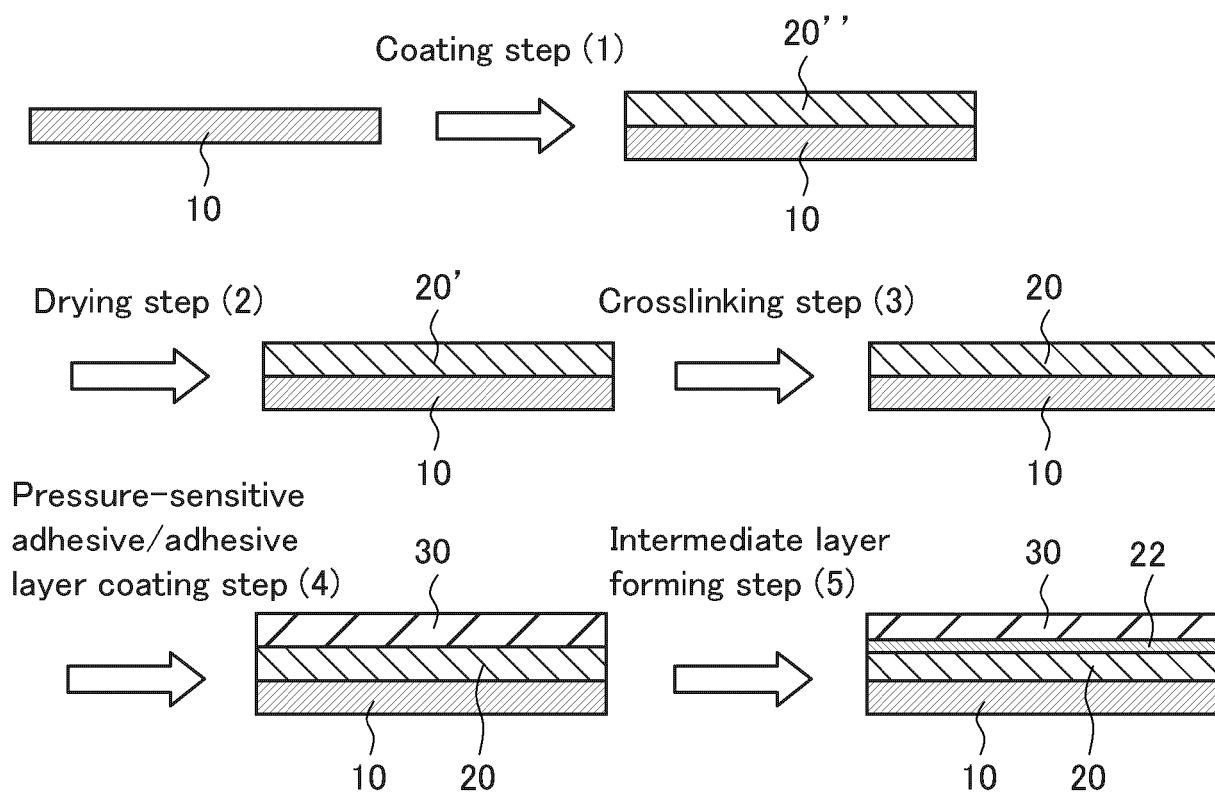 Coating step (1)
20’’
10
10
Drying step (2)
20’
Crosslinking step (3)
20
10
10
Pressure-sensitive
adhesive/adhesive
layer coating step (4)
30
Intermediate layer
forming step (5)
30
22
10
20
10
20